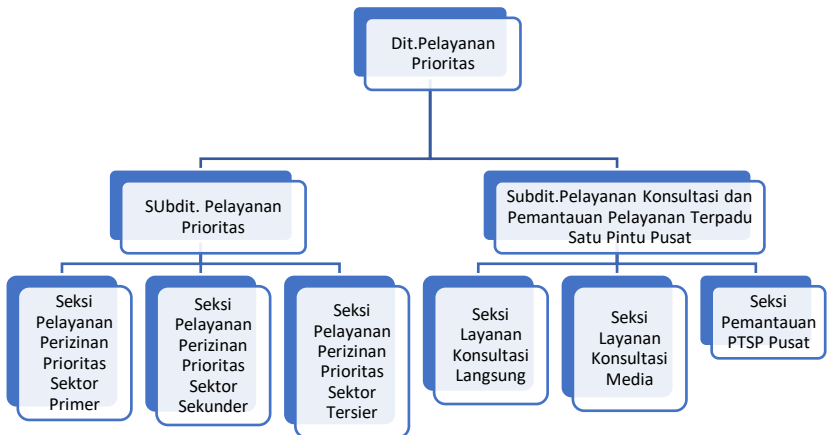 Dit.Pelayanan
Prioritas
SUbdit. Pelayanan
Prioritas
Subdit.Pelayanan Konsultasi dan
Pemantauan Pelayanan Terpadu
Satu Pintu Pusat
Seksi
Pelayanan
Perizinan
Prioritas
Sektor
Primer
Seksi
Pelayanan
Perizinan
Prioritas
Sektor
Sekunder
Seksi
Pelayanan
Perizinan
Prioritas
Sektor
Tersier
Seksi
Layanan
Konsultasi
Langsung
Seksi
Layanan
Konsultasi
Media
Seksi
Pemantauan
PTSP Pusat